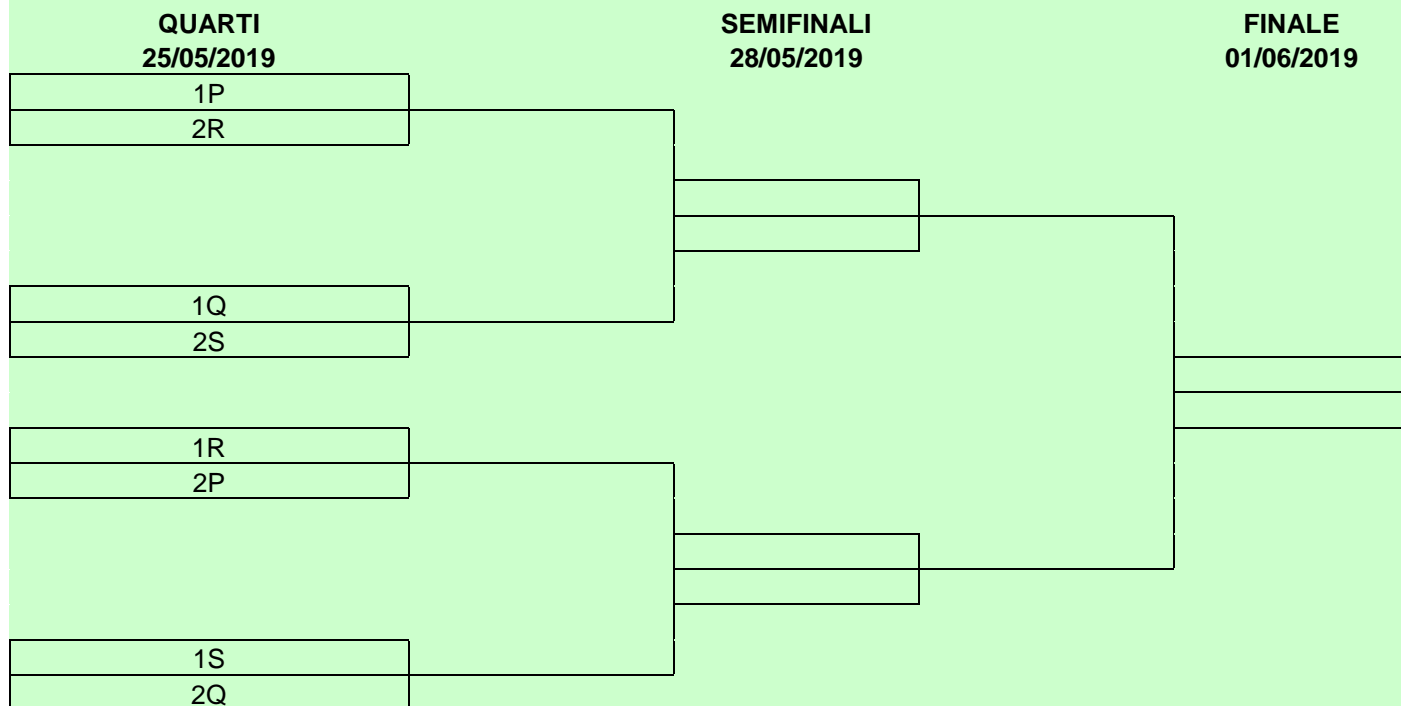 QUARTI
25/05/2019
SEMIFINALI
28/05/2019
FINALE
01/06/2019
1P
2R
1Q
2S
1R
2P
1S
2Q